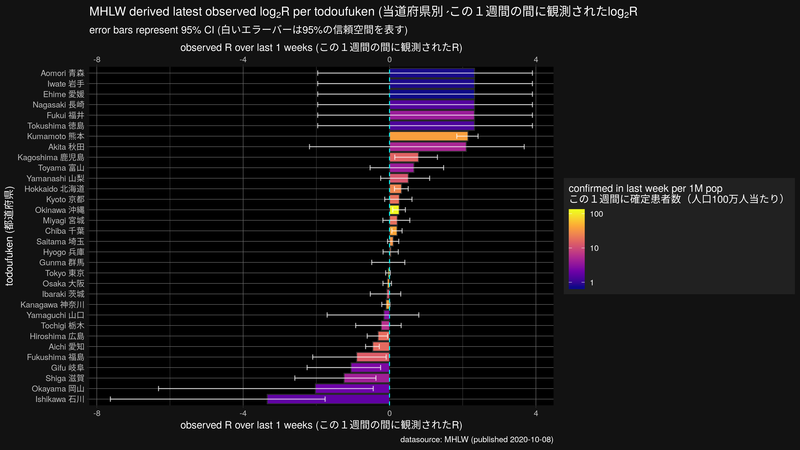 MHLW derived latest observed log2R per todoufuken (当道府県別 -この１週間の間に観測されたlog2R
error bars represent 95% CI (白いエラーバーは95%の信頼空間を表す)
observed R over last 1 weeks (この１週間の間に観測されたR)
-8 -4 0 4
todoufuken (都道府県)
Aomori 青森
Iwate 岩手
Ehime 愛媛
Nagasaki 長崎
Fukui 福井
Tokushima 徳島
Kumamoto 熊本
Akita 秋田
Kagoshima 鹿児島
Toyama 富山
Yamanashi 山梨
Hokkaido 北海道
Kyoto 京都
Okinawa 沖縄
Miyagi 宮城
Chiba 千葉
Saitama 埼玉
Hyogo 兵庫
Gunma 群馬
Tokyo 東京
Osaka 大阪
Ibaraki 茨城
Kanagawa 神奈川
Yamaguchi 山口
Tochigi 栃木
Hiroshima 広島
Aichi 愛知
Fukushima 福島
Gifu 岐阜
Shiga 滋賀
Okayama 岡山
Ishikawa 石川
-8 -4 0 4
observed R over last 1 weeks (この１週間の間に観測されたR)
confirmed in last week per 1M pop
この１週間に確定患者数（人口100万人当たり）
100
10
1
datasource: MHLW (published 2020-10-08)